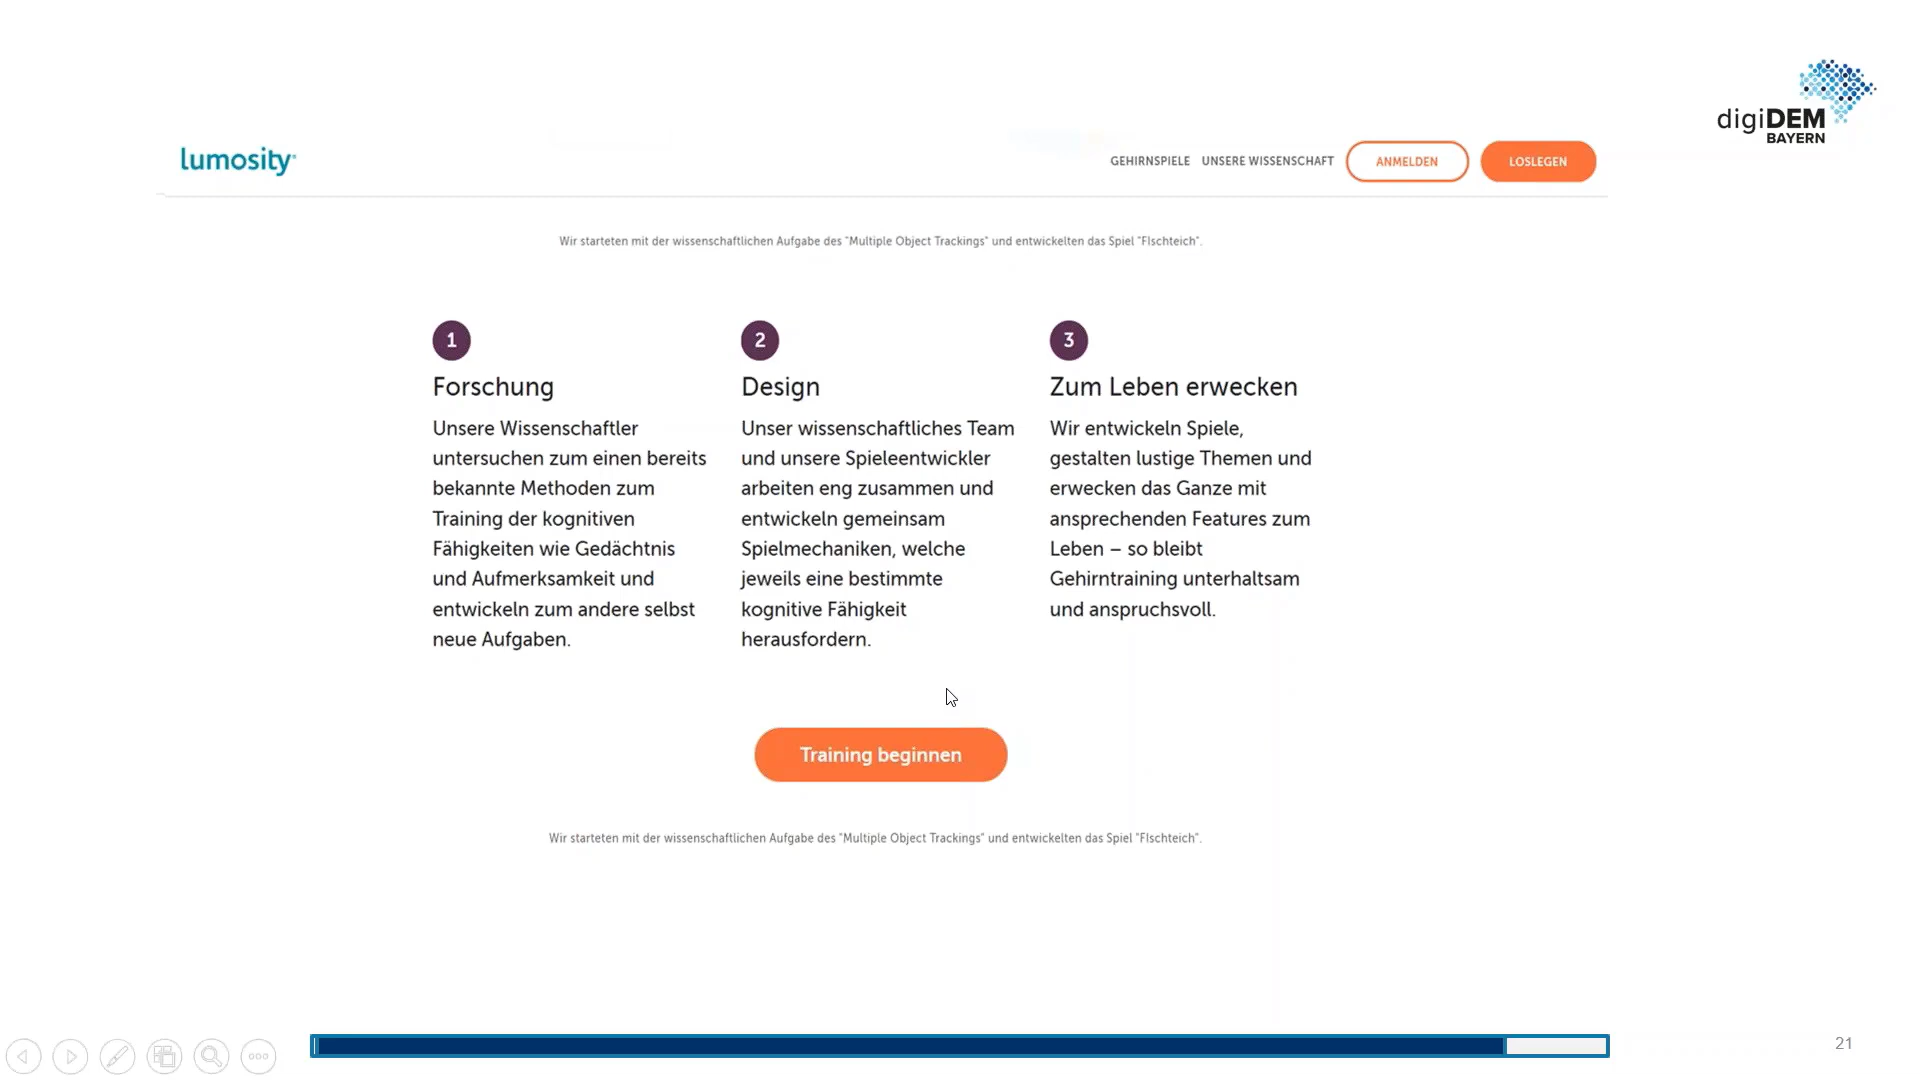 digiDEM
BAYERN
lumosity
GEHIRNSPIELE UNSERE WISSENSCHAFT ANMELDEN LOSLEGEN
Wir starteten mit der wissenschaftlichen Aufgabe des "Multiple Object Trackings" und entwickelten das Spiel "FIschteich".
1
Forschung
Unsere Wissenschaftler
untersuchen zum einen bereits
bekannte Methoden zum
Training der kognitiven
Fähigkeiten wie Gedächtnis
und Aufmerksamkeit und
entwickeln zum andere selbst
neue Aufgaben.
2
Design
Unser wissenschaftliches Team
und unsere Spieleentwickler
arbeiten eng zusammen und
entwickeln gemeinsam
Spielmechaniken, welche
jeweils eine bestimmte
kognitive Fähigkeit
herausfordern.
3
Zum Leben erwecken
Wir entwickeln Spiele,
gestalten lustige Themen und
erwecken das Ganze mit
ansprechenden Features zum
Leben – so bleibt
Gehirntraining unterhaltsam
und anspruchsvoll.
Training beginnen
Wir starteten mit der wissenschaftlichen Aufgabe des "Multiple Object Trackings" und entwickelten das Spiel "FIschteich".
21